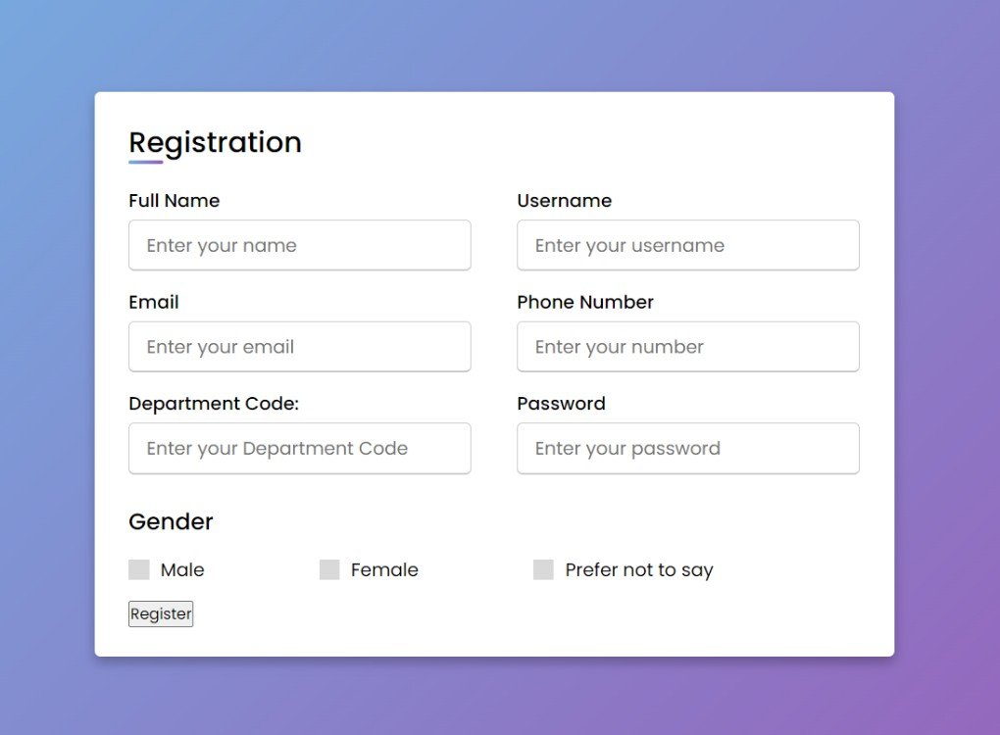 Registration
Full Name
Username
Enter your name
Enter your username
Email
Phone Number
Enter your email
Enter your number
Department Code:
Password
Enter your Department Code
Enter your password
Gender
Male
Female
Prefer not to say
Register